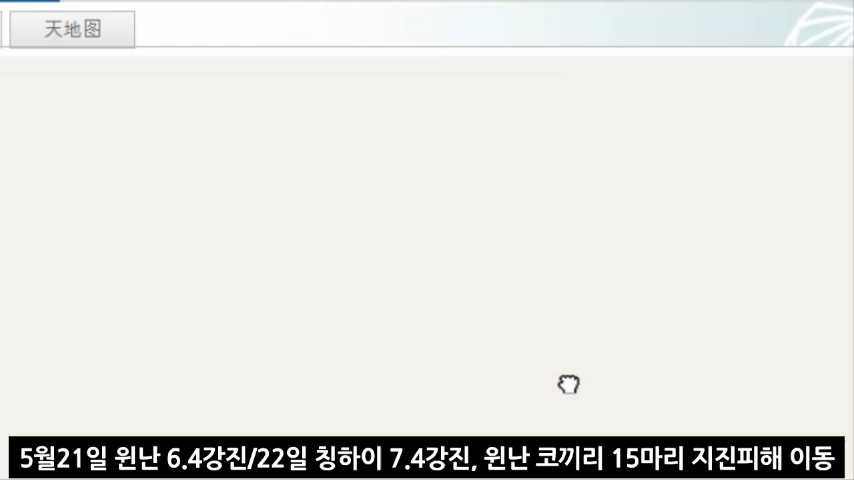 天地图
5월21일 윈난 6.4강진/22일 칭하이 7.4강진, 윈난 코끼리 15마리 지진피해 이동